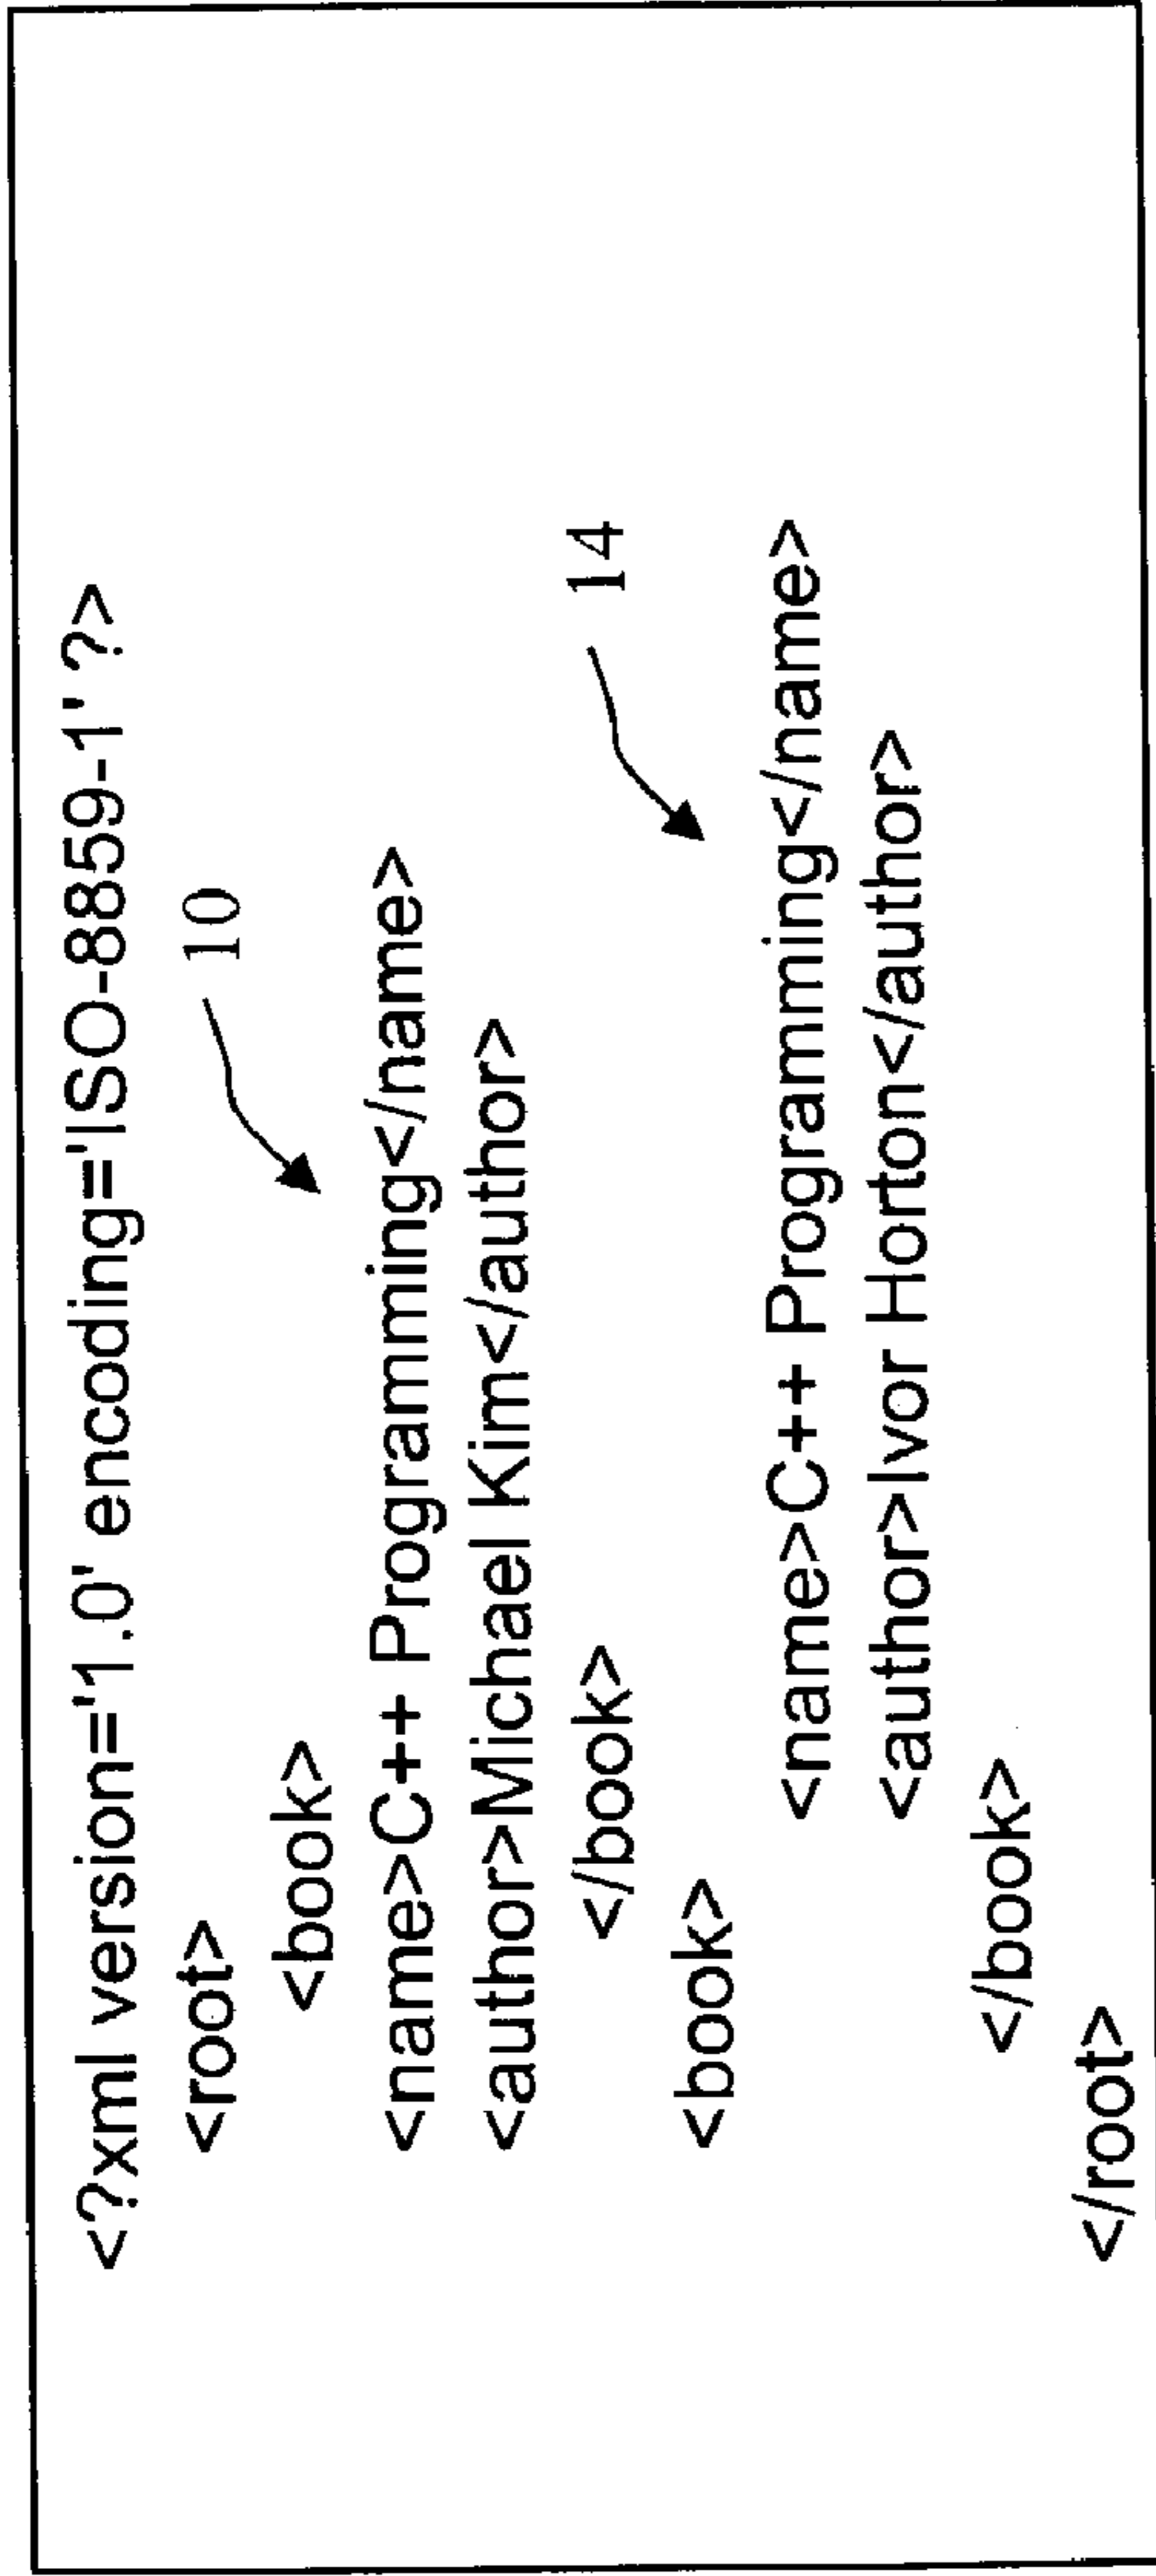 <?xml version='1.0' encoding='ISO-8859-1' ?>
<root>
10
<book>
<name>C++ Programming</name>
<author>Michael Kim</author>
</book>
14
<book>
<name>C++ Programming</name>
<author>Ivor Horton</author>
</book>
</root>